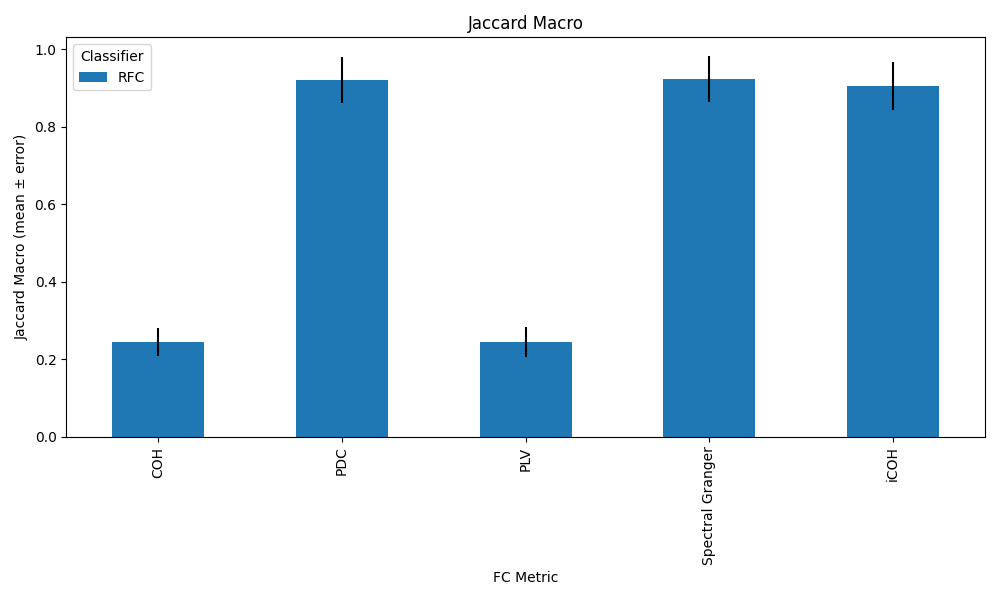 Jaccard Macro
Classifier
RFC
Jaccard Macro (mean ± error)
1.0
0.8
0.6
0.4
0.2
0.0
COH
PDC
PLV
Spectral Granger
iCOH
FC Metric